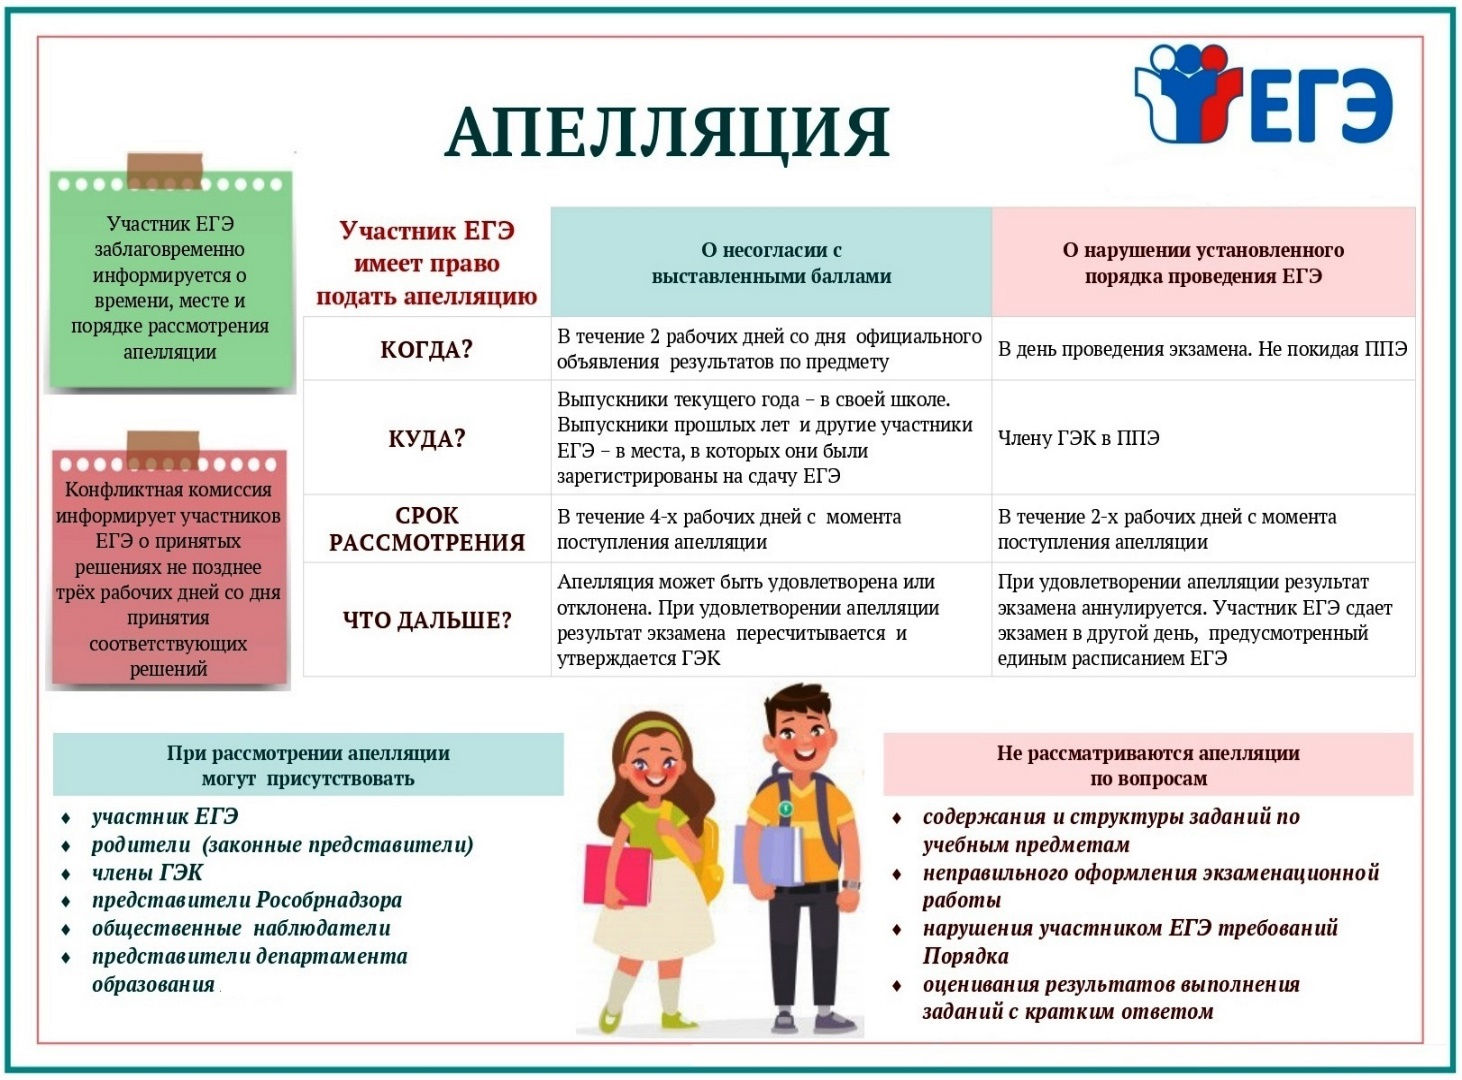 ЕГЭ
АПЕЛЛЯЦИЯ
Участник ЕГЭ
заблаговременно
информируется о
времени, месте и
порядке рассмотрения
апелляции
Конфликтная комиссия
информирует участников
ЕГЭ о принятых
решениях не позднее
трёх рабочих дней со дня
принятия
соответствующих
решений
Участник ЕГЭ
имеет право
подать апелляцию
О несогласии с
выставленными баллами
О нарушении установленного
порядка проведения ЕГЭ
КОГДА?
В течение 2 рабочих дней со дня официального
объявления результатов по предмету
В день проведения экзамена. Не покидая ППЭ
КУДА?
Выпускники текущего года – в своей школе.
Выпускники прошлых лет и другие участники
ЕГЭ – в места, в которых они были
зарегистрированы на сдачу ЕГЭ
Члену ГЭК в ППЭ
СРОК
РАССМОТРЕНИЯ
В течение 4-х рабочих дней с момента
поступления апелляции
В течение 2-х рабочих дней с момента
поступления апелляции
ЧТО ДАЛЬШЕ?
Апелляция может быть удовлетворена или
отклонена. При удовлетворении апелляции
результат экзамена пересчитывается и
утверждается ГЭК
При удовлетворении апелляции результат
экзамена аннулируется. Участник ЕГЭ сдает
экзамен в другой день, предусмотренный
единым расписанием ЕГЭ
При рассмотрении апелляции
могут присутствовать
♦ участник ЕГЭ
♦ родители (законные представители)
♦ члены ГЭК
♦ представители Рособрнадзора
♦ общественные наблюдатели
♦ представители департамента
образования
Не рассматриваются апелляции
по вопросам
♦ содержания и структуры заданий по
учебным предметам
♦ неправильного оформления экзаменационной
работы
♦ нарушения участником ЕГЭ требований
Порядка
♦ оценивания результатов выполнения
заданий с кратким ответом